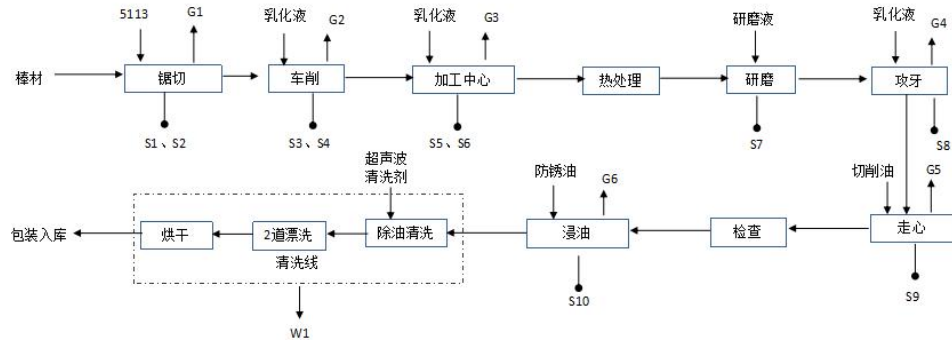 5113
G1
乳化液
G2
乳化液
G3
研磨液
乳化液
G4
棒材
锯切
车削
加工中心
热处理
研磨
攻牙
S1、S2
S3、S4
S5、S6
S7
S8
超声波
清洗剂
防锈油
G6
切削油
G5
包装入库
烘干
2道漂洗
除油清洗
浸油
检查
走心
清洗线
S10
S9
W1